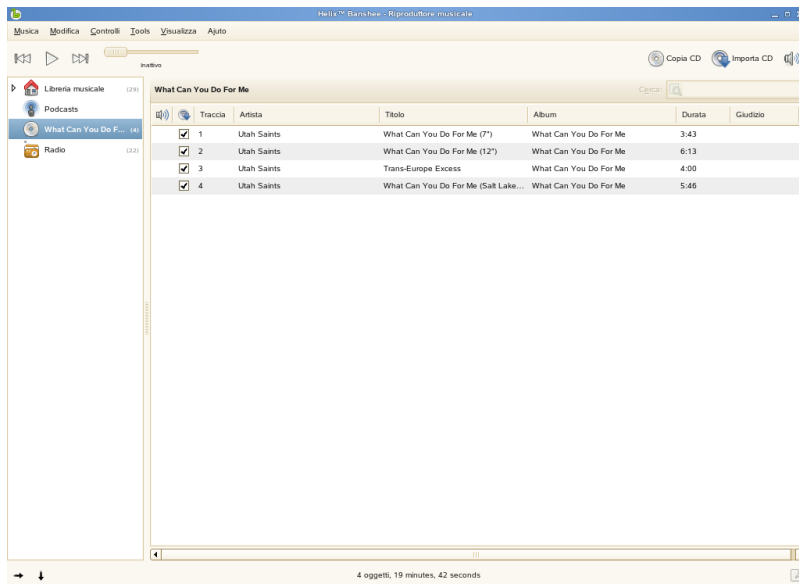 Helix™ Banshee - Riproduttore musicale
Musica Modifica Controlli Tools Visualizza Aiuto
Inattivo
Copia CD Importa CD
Libreria musicale (29)
Podcasts
What Can You Do F... (4)
Radio (22)
What Can You Do For Me
Cerca:
Traccia Artista Titolo Album Durata Giudizio
1 Utah Saints What Can You Do For Me (7") What Can You Do For Me 3:43
2 Utah Saints What Can You Do For Me (12") What Can You Do For Me 6:13
3 Utah Saints Trans-Europe Excess What Can You Do For Me 4:00
4 Utah Saints What Can You Do For Me (Salt Lake... What Can You Do For Me 5:46
4 oggetti, 19 minutes, 42 seconds